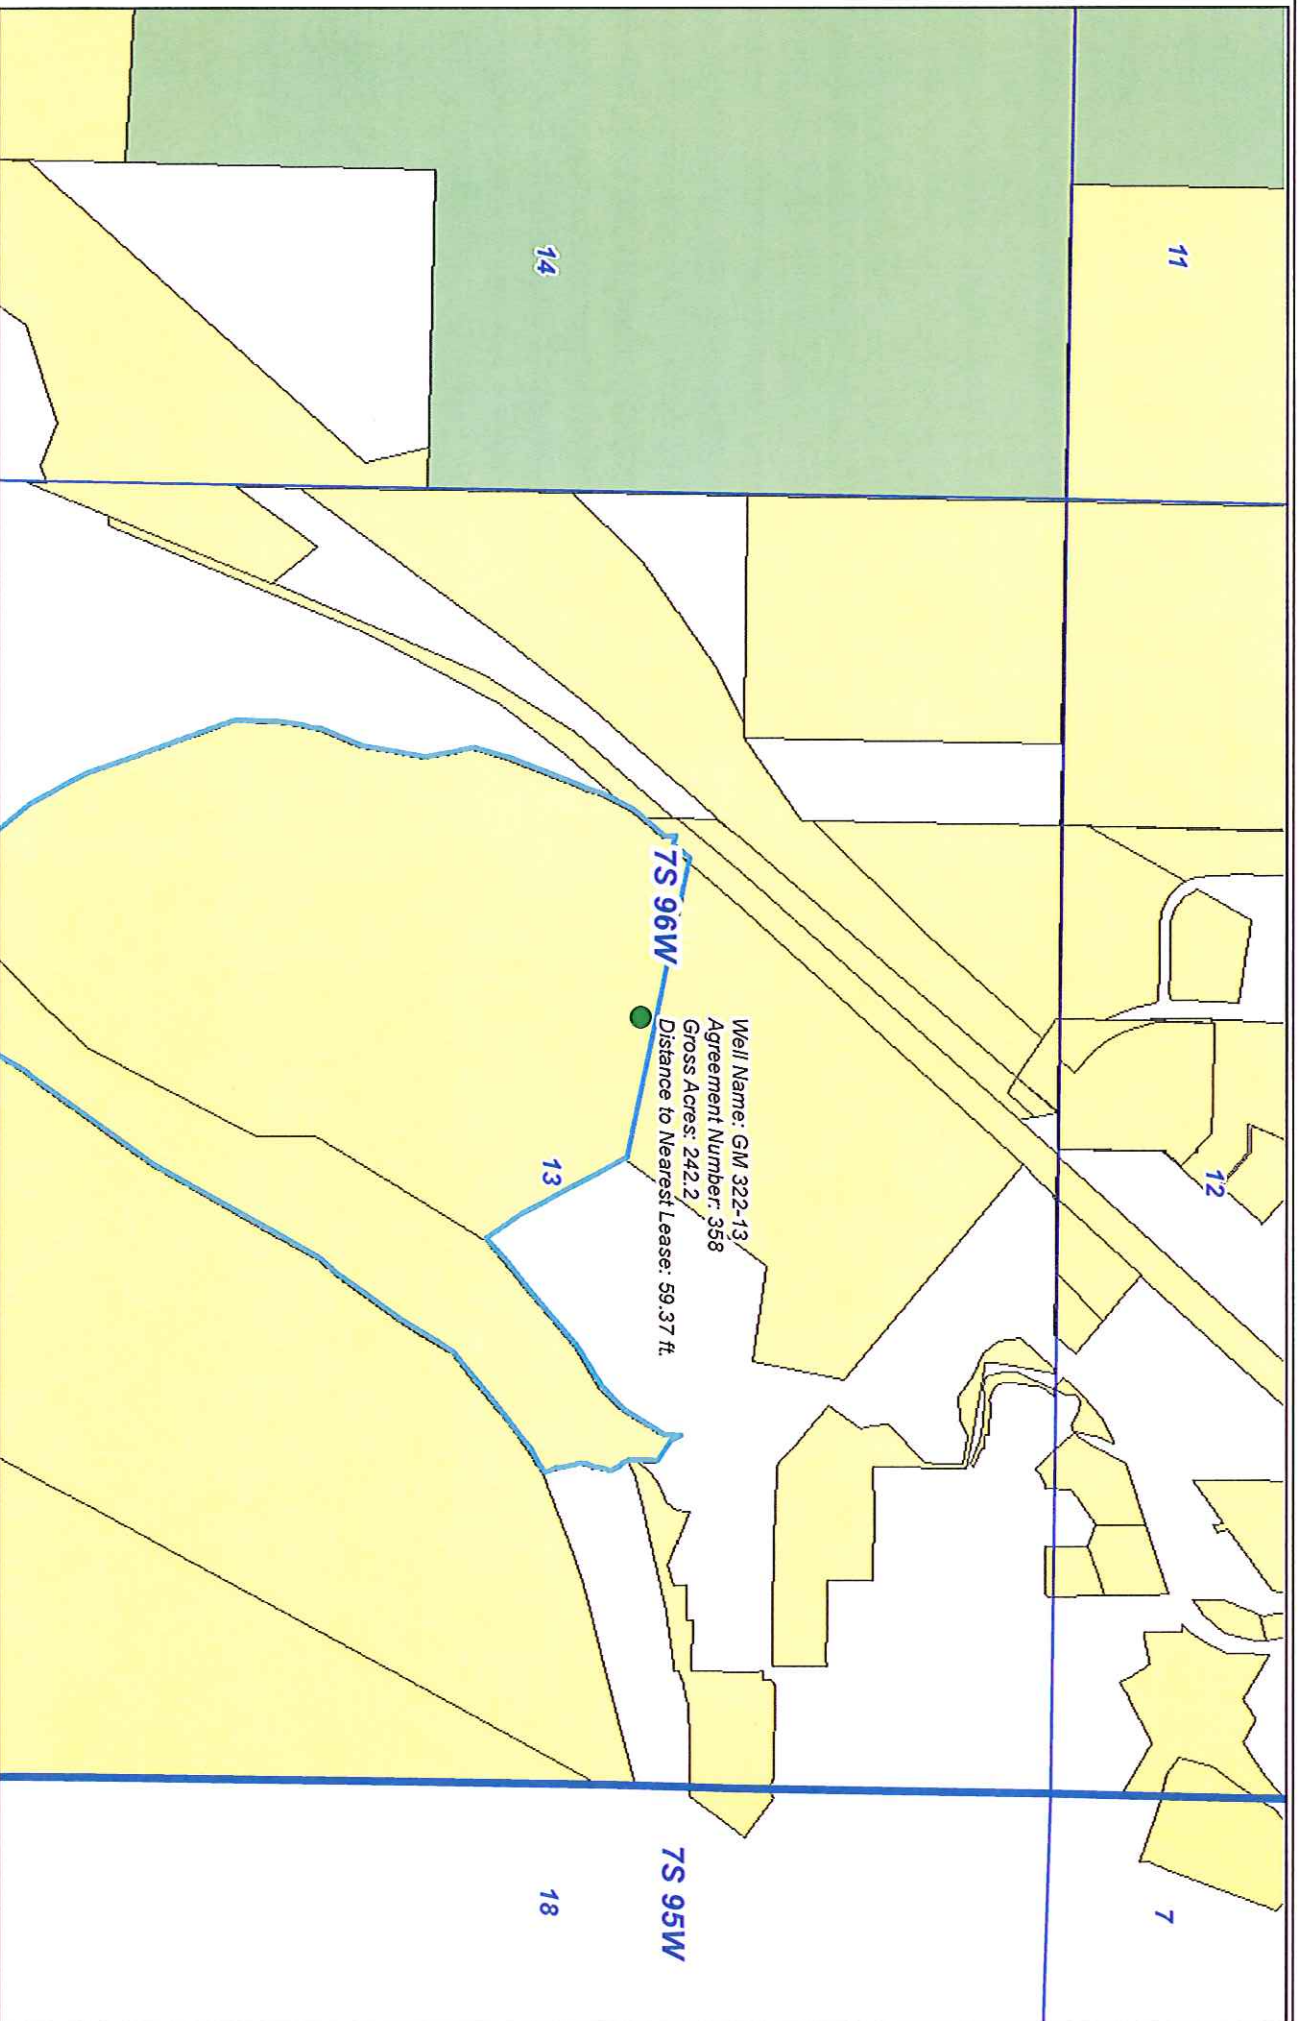 11
12
7
14
7S 96W
Well Name: GM 322-13
Agreement Number: 358
Gross Acres: 242.2
Distance to Nearest Lease: 59.37 ft.
13
7S 95W
18